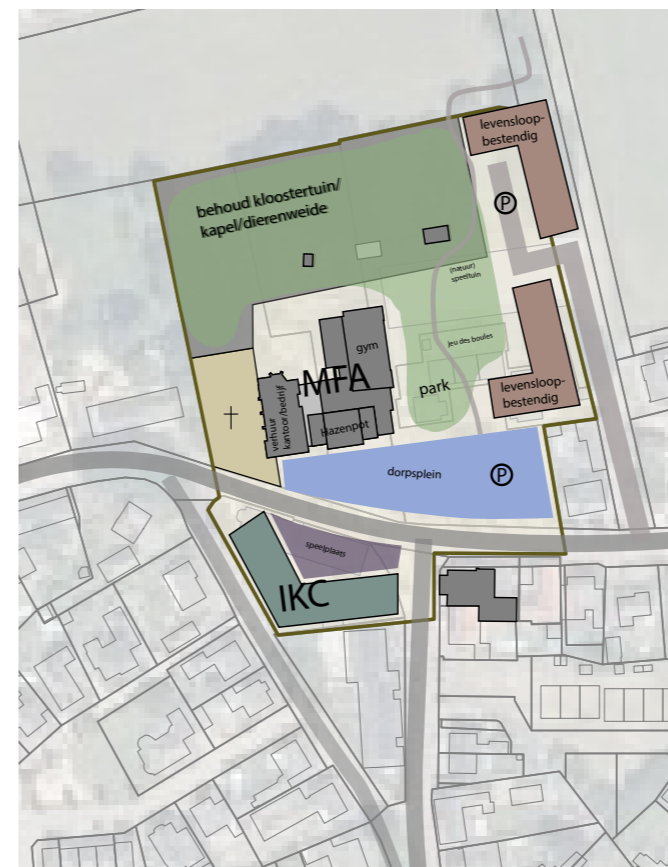 levensloop-
bestendig
behoud kloostertuin/
kapel/dierenweide
P
(natuur)
speeltuin
gym
jeu des boules
MFA
park
levensloop-
bestendig
verhuur
kantoor/bedrijf
Hazenpot
dorpsplein
P
speelplaats
IKC